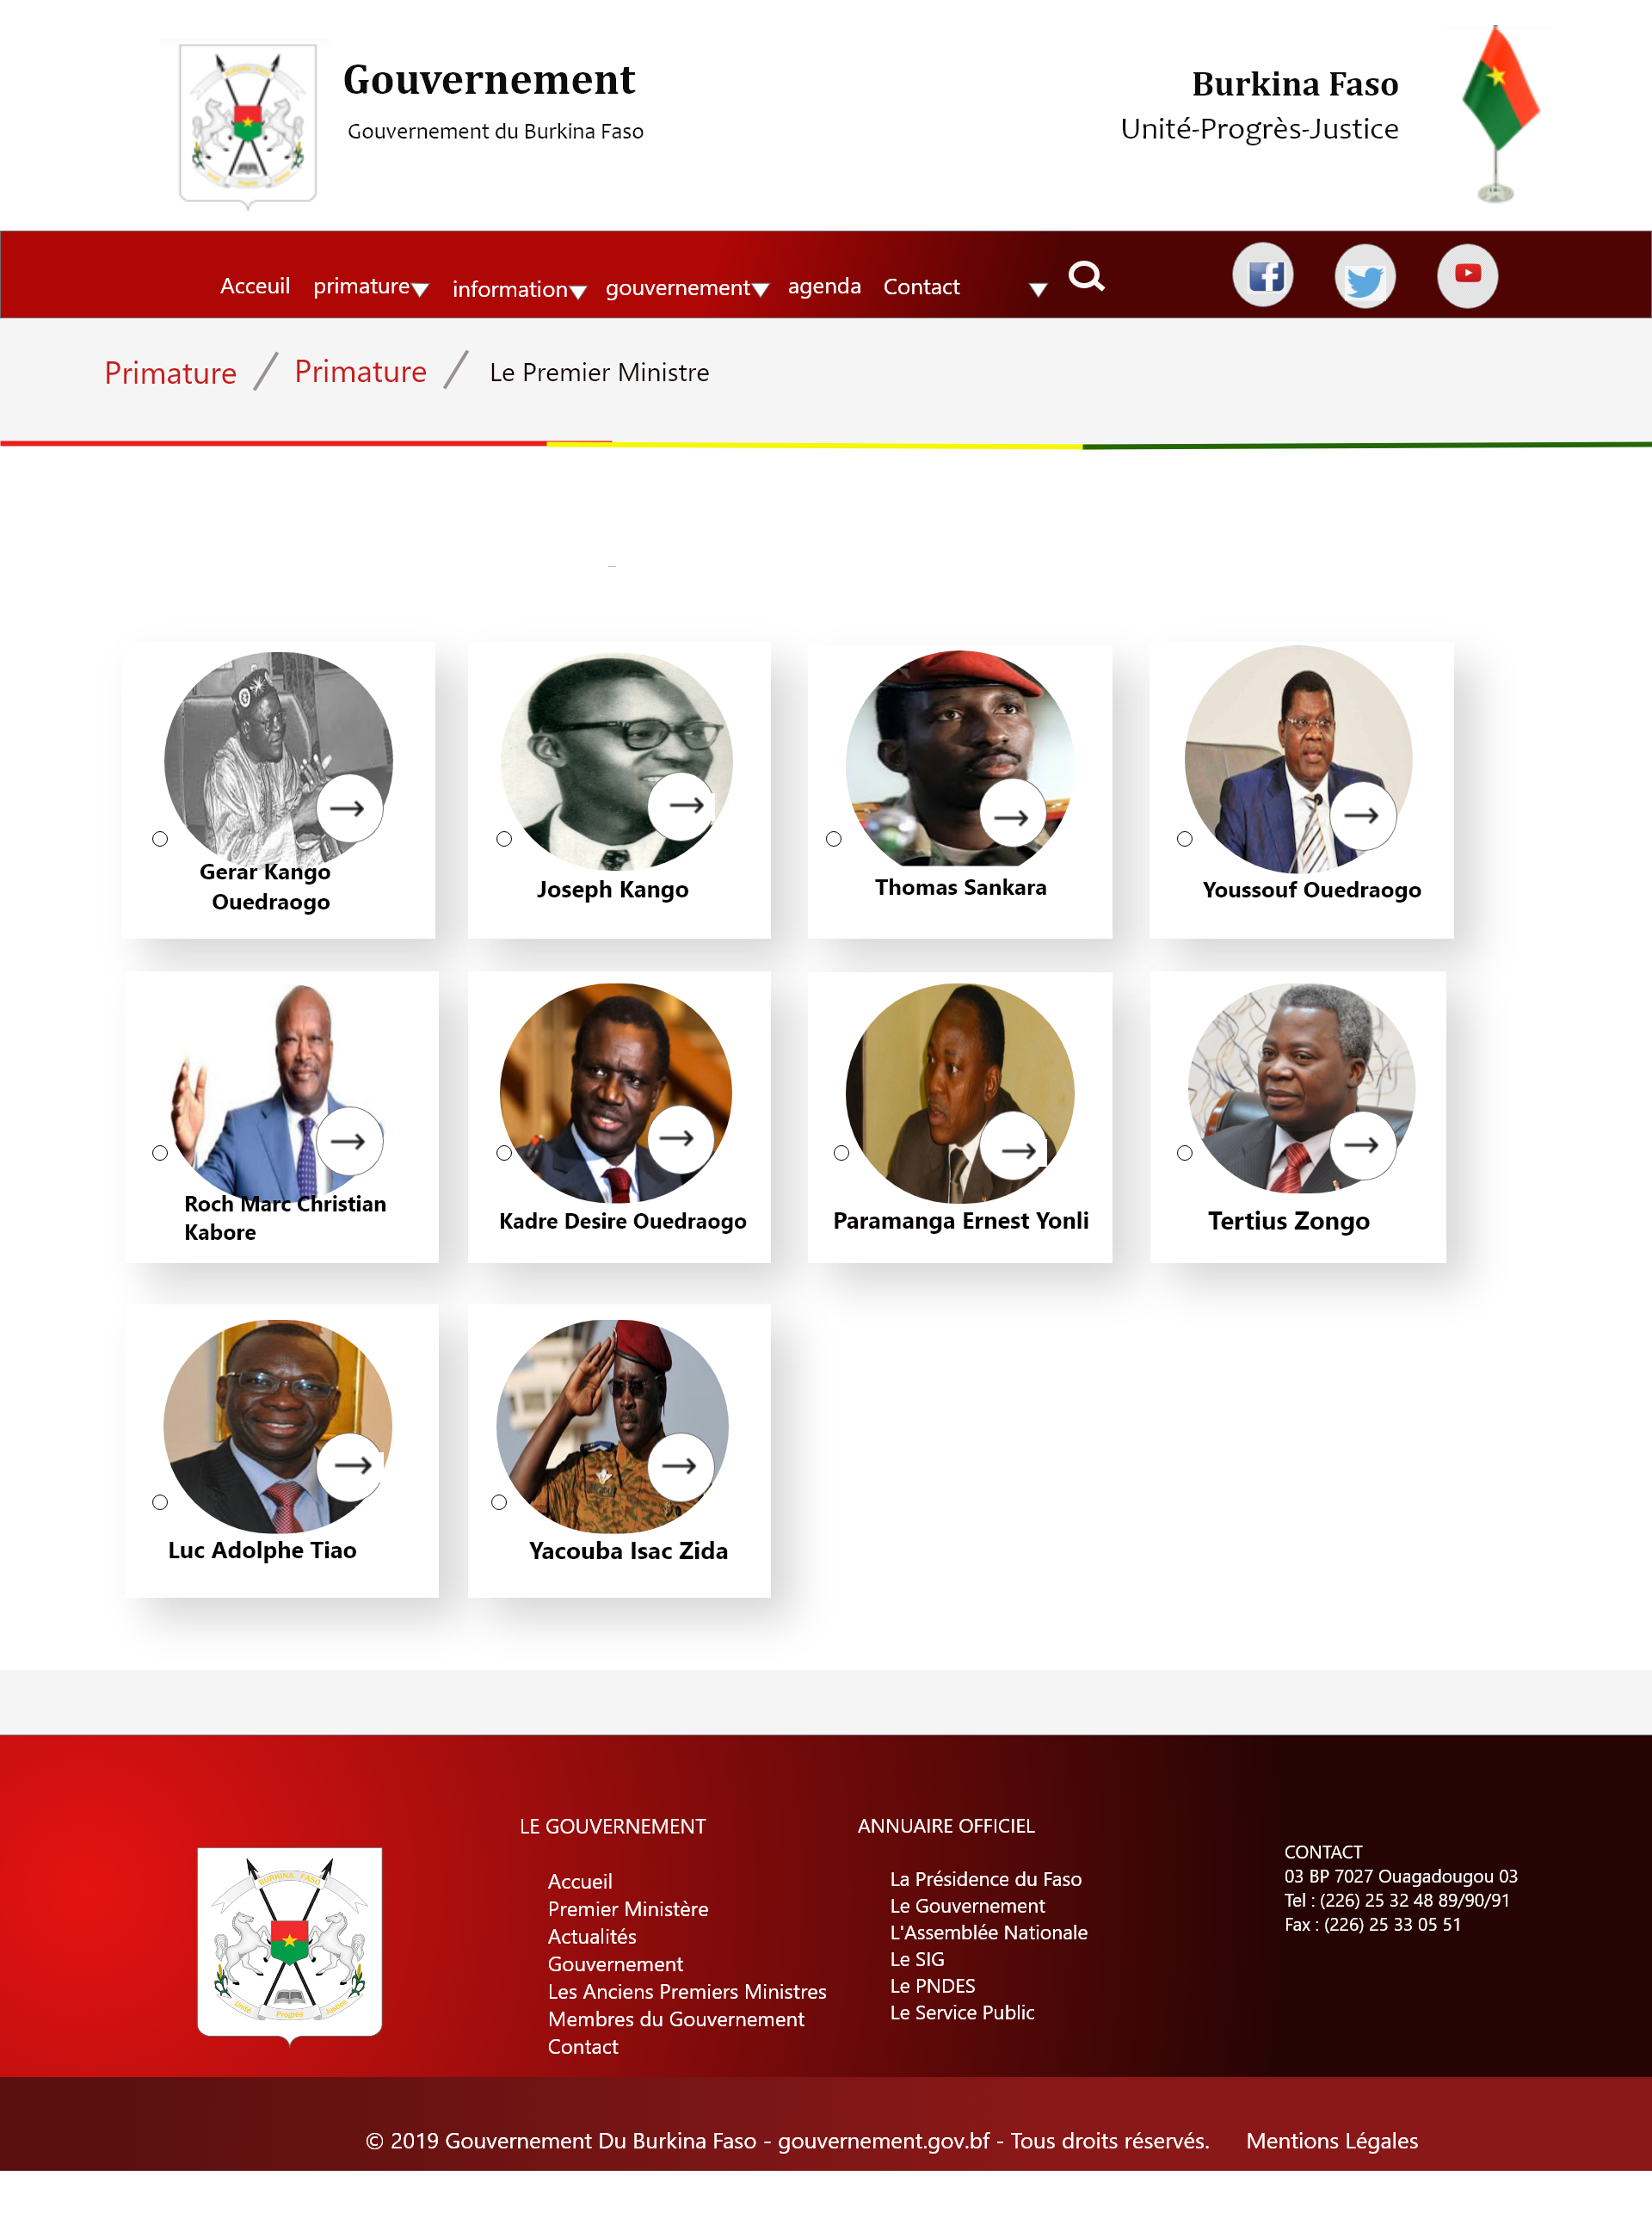 Gouvernement
Gouvernement du Burkina Faso
Burkina Faso
Unité-Progrès-Justice
Acceuil primature information gouvernement agenda Contact
Primature / Primature / Le Premier Ministre
Gerar Kango
Ouedraogo
Joseph Kango
Thomas Sankara
Youssouf Ouedraogo
Roch Marc Christian
Kabore
Kadre Desire Ouedraogo
Paramanga Ernest Yonli
Tertius Zongo
Luc Adolphe Tiao
Yacouba Isac Zida
BURKINA FASO
Unité Progrès Justice
LE GOUVERNEMENT
Accueil
Premier Ministère
Actualités
Gouvernement
Les Anciens Premiers Ministres
Membres du Gouvernement
Contact
ANNUAIRE OFFICIEL
La Présidence du Faso
Le Gouvernement
L'Assemblée Nationale
Le SIG
Le PNDES
Le Service Public
CONTACT
03 BP 7027 Ouagadougou 03
Tel : (226) 25 32 48 89/90/91
Fax : (226) 25 33 05 51
© 2019 Gouvernement Du Burkina Faso - gouvernement.gov.bf - Tous droits réservés. Mentions Légales